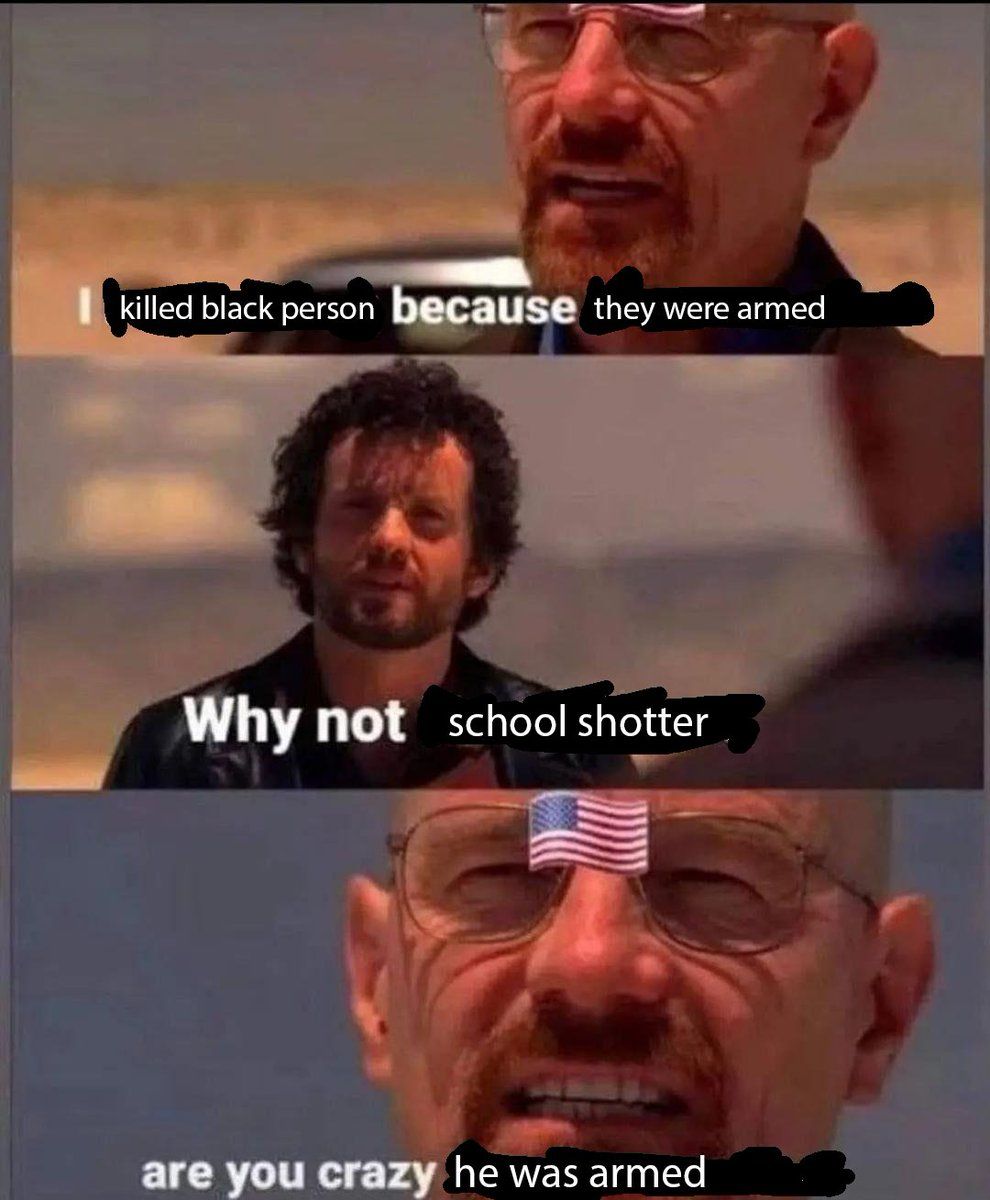 I killed black person because they were armed
Why not school shotter
are you crazy he was armed